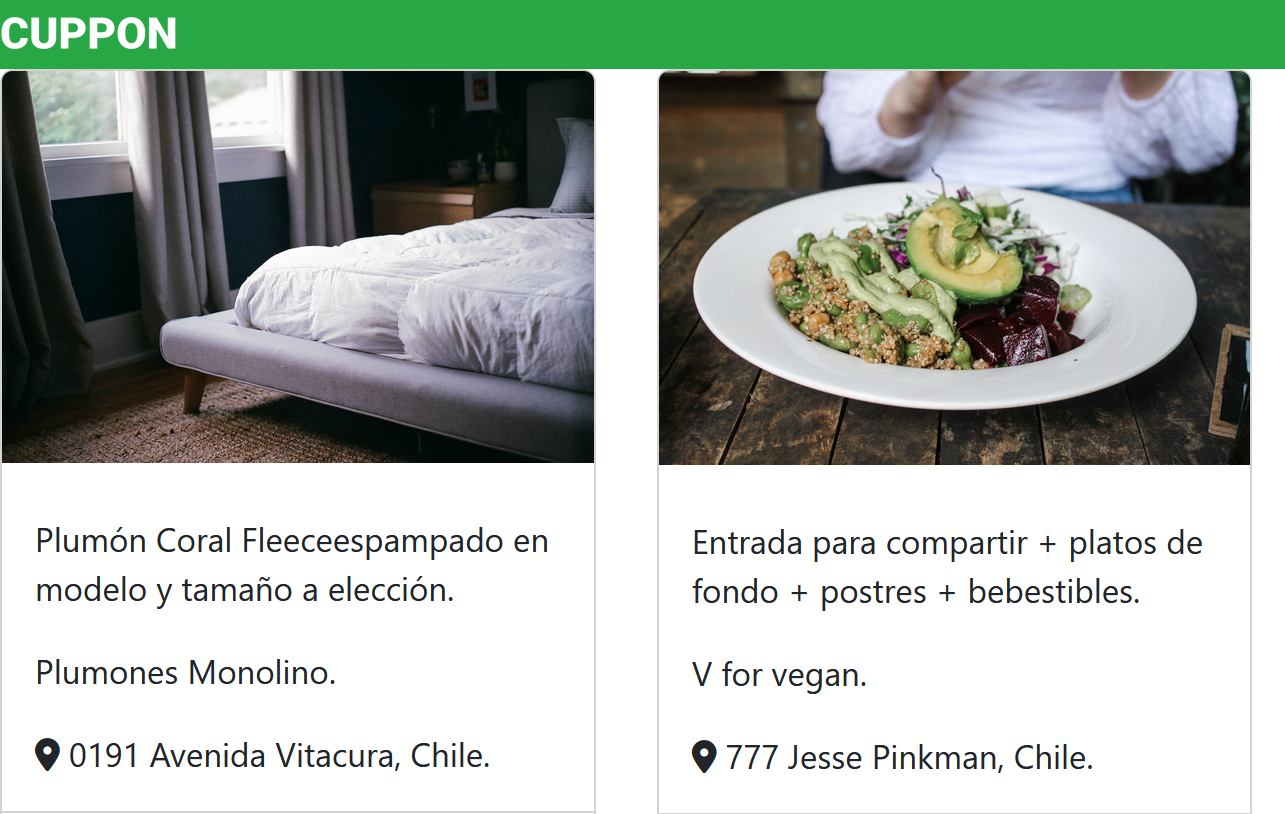 CUPPON
Plumón Coral Fleeceespampado en
modelo y tamaño a elección.
Plumones Monolino.
0191 Avenida Vitacura, Chile.
Entrada para compartir + platos de
fondo + postres + bebestibles.
V for vegan.
777 Jesse Pinkman, Chile.